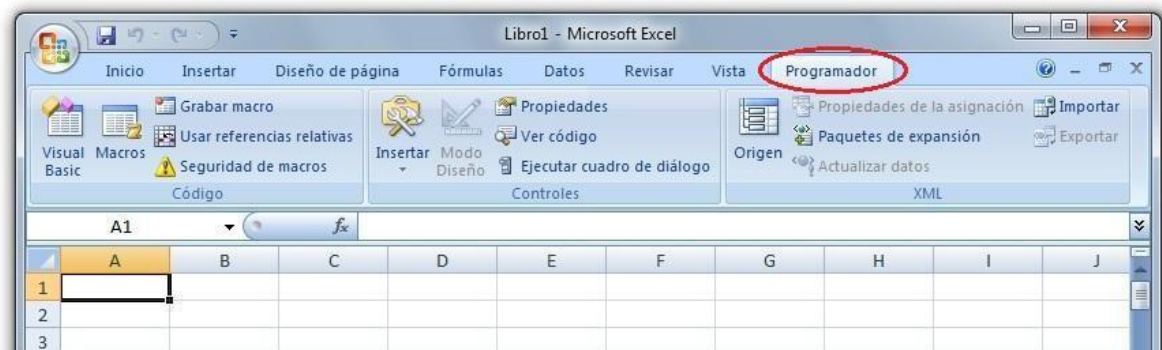 Libro1 - Microsoft Excel
Inicio Insertar Diseño de página Fórmulas Datos Revisar Vista Programador
Visual Basic
Macros
Grabar macro
Usar referencias relativas
Seguridad de macros
Código
Insertar
Modo Diseño
Propiedades
Ver código
Ejecutar cuadro de diálogo
Controles
Origen
Propiedades de la asignación
Paquetes de expansión
Actualizar datos
Importar
Exportar
XML
A1 fx
A B C D E F G H I J
1
2
3